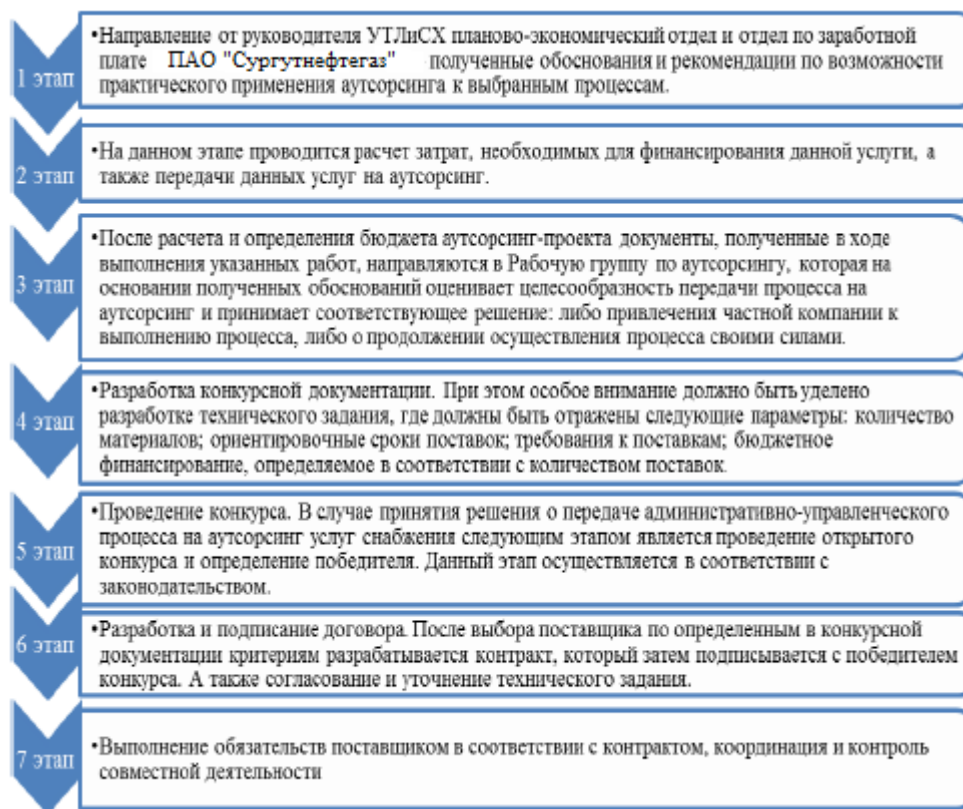 1 этап
•Направление от руководителя УТЛиСХ планово-экономический отдел и отдел по заработной
плате ПАО "Сургутнефтегаз" полученные обоснования и рекомендации по возможности
практического применения аутсорсинга к выбранным процессам.
2 этап
•На данном этапе проводится расчет затрат, необходимых для финансирования данной услуги, а
также передачи данных услуг на аутсорсинг.
3 этап
•После расчета и определения бюджета аутсорсинг-проекта документы, полученные в ходе
выполнения указанных работ, направляются в Рабочую группу по аутсорсингу, которая на
основании полученных обоснований оценивает целесообразность передачи процесса на
аутсорсинг и принимает соответствующее решение: либо привлечения частной компании к
выполнению процесса, либо о продолжении осуществления процесса своими силами.
4 этап
•Разработка конкурсной документации. При этом особое внимание должно быть уделено
разработке технического задания, где должны быть отражены следующие параметры: количество
материалов; ориентировочные сроки поставок; требования к поставкам; бюджетное
финансирование, определяемое в соответствии с количеством поставок.
5 этап
•Проведение конкурса. В случае принятия решения о передаче административно-управленческого
процесса на аутсорсинг услуг снабжения следующим этапом является проведение открытого
конкурса и определение победителя. Данный этап осуществляется в соответствии с
законодательством.
6 этап
•Разработка и подписание договора. После выбора поставщика по определенным в конкурсной
документации критериям разрабатывается контракт, который затем подписывается с победителем
конкурса. А также согласование и уточнение технического задания.
7 этап
•Выполнение обязательств поставщиком в соответствии с контрактом, координация и контроль
совместной деятельности